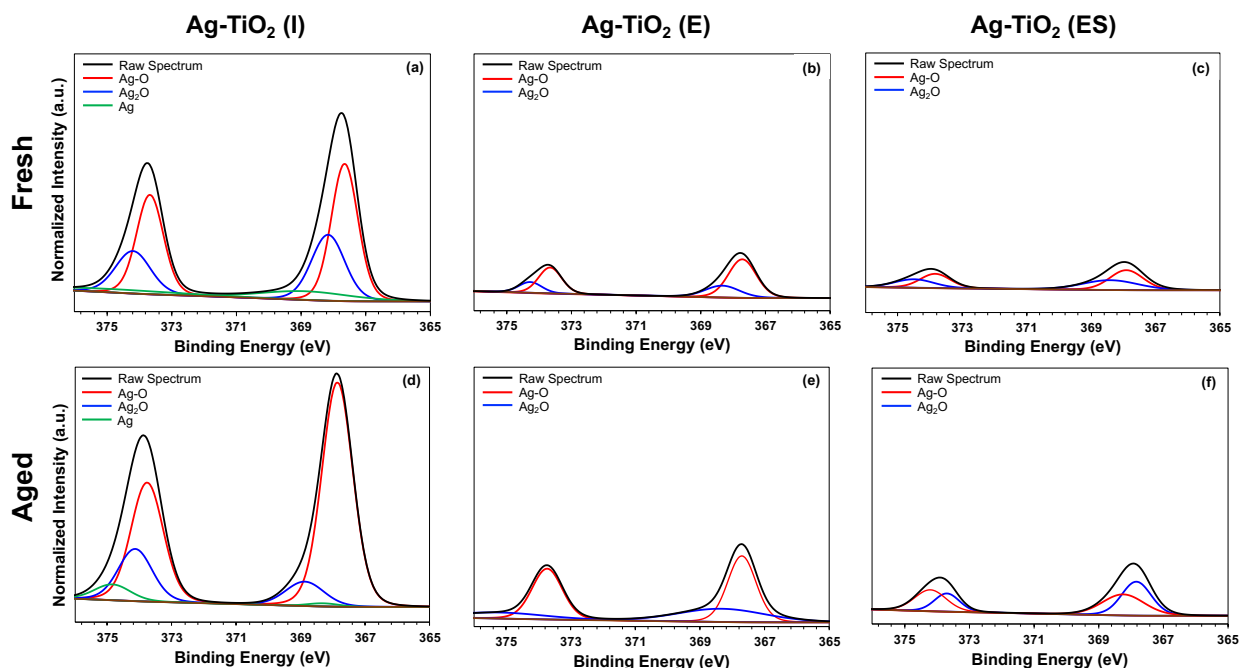 Ag-TiO₂ (I)
Ag-TiO₂ (E)
Ag-TiO₂ (ES)
Fresh
Normalized Intensity (a.u.)
Raw Spectrum
Ag-O
Ag₂O
Ag
(a)
375 373 371 369 367 365
Binding Energy (eV)
Raw Spectrum
Ag-O
Ag₂O
(b)
375 373 371 369 367 365
Binding Energy (eV)
Raw Spectrum
Ag-O
Ag₂O
(c)
375 373 371 369 367 365
Binding Energy (eV)
Aged
Normalized Intensity (a.u.)
Raw Spectrum
Ag-O
Ag₂O
Ag
(d)
375 373 371 369 367 365
Binding Energy (eV)
Raw Spectrum
Ag-O
Ag₂O
(e)
375 373 371 369 367 365
Binding Energy (eV)
Raw Spectrum
Ag-O
Ag₂O
(f)
375 373 371 369 367 365
Binding Energy (eV)